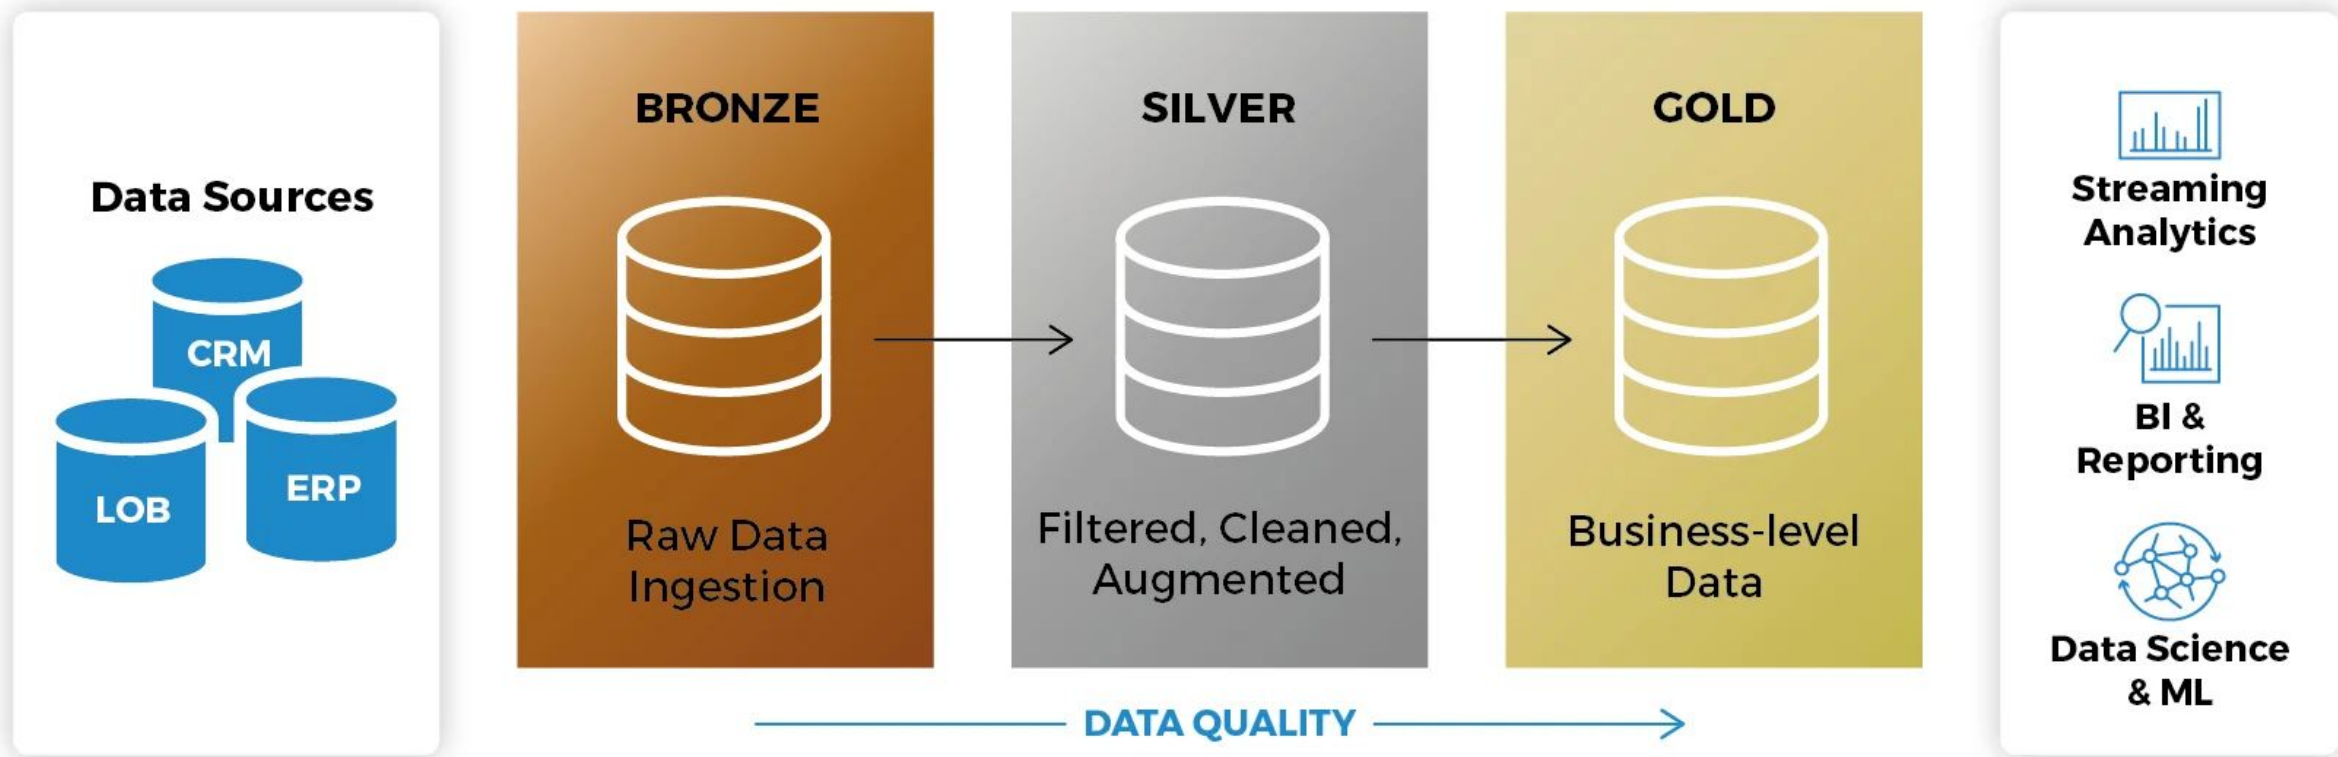 Data Sources
CRM
LOB
ERP
BRONZE
Raw Data
Ingestion
SILVER
Filtered, Cleaned,
Augmented
GOLD
Business-level
Data
DATA QUALITY
Streaming
Analytics
BI &
Reporting
Data Science
& ML